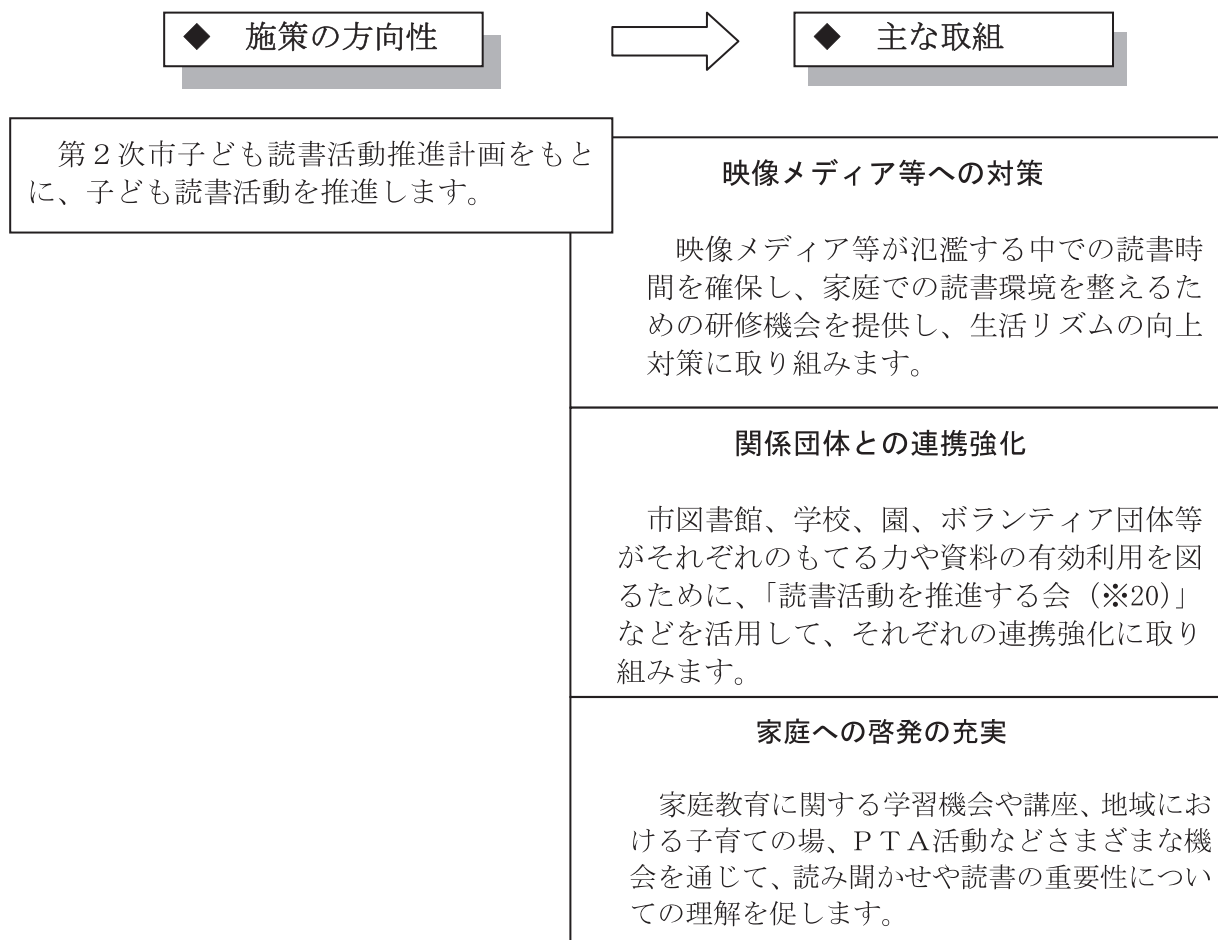 ◆　施策の方向性
◆　主な取組
第２次市子ども読書活動推進計画をもと
に、子ども読書活動を推進します。
映像メディア等への対策
映像メディア等が氾濫する中での読書時
間を確保し、家庭での読書環境を整えるた
めの研修機会を提供し、生活リズムの向上
対策に取り組みます。
関係団体との連携強化
市図書館、学校、園、ボランティア団体等
がそれぞれのもてる力や資料の有効利用を図
るために、「読書活動を推進する会（※20）」
などを活用して、それぞれの連携強化に取り
組みます。
家庭への啓発の充実
家庭教育に関する学習機会や講座、地域にお
ける子育ての場、ＰＴＡ活動などさまざまな機
会を通じて、読み聞かせや読書の重要性につい
ての理解を促します。